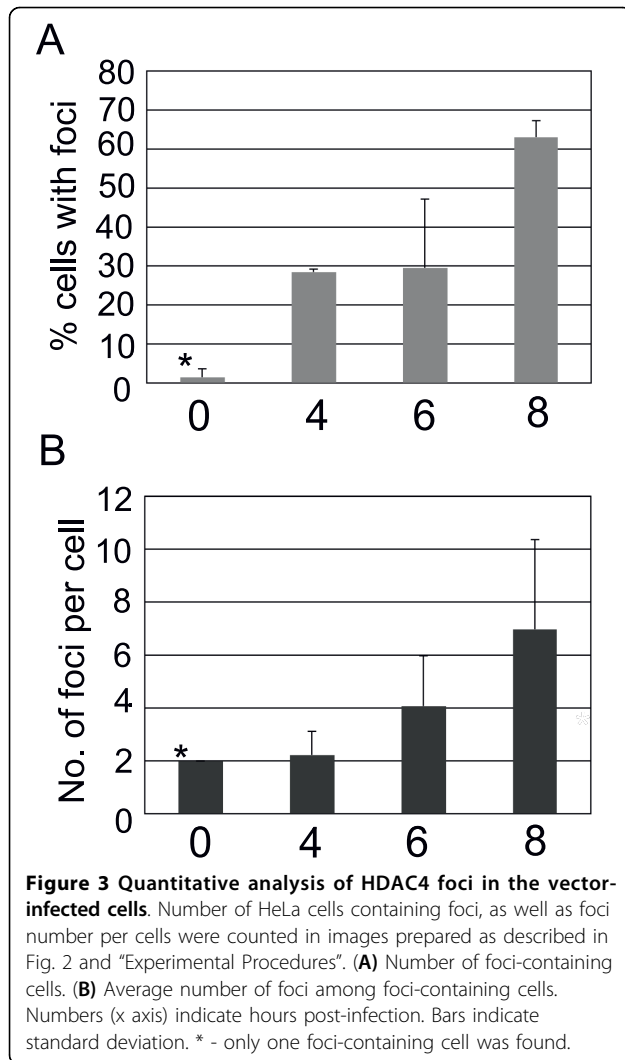 A
% cells with foci
80
70
60
50
40
30
20
10
0
*
0 4 6 8
B
No. of foci per cell
12
10
8
6
4
2
0
*
*
0 4 6 8
Figure 3 Quantitative analysis of HDAC4 foci in the vector-
infected cells. Number of HeLa cells containing foci, as well as foci
number per cells were counted in images prepared as described in
Fig. 2 and “Experimental Procedures”. (A) Number of foci-containing
cells. (B) Average number of foci among foci-containing cells.
Numbers (x axis) indicate hours post-infection. Bars indicate
standard deviation. * - only one foci-containing cell was found.